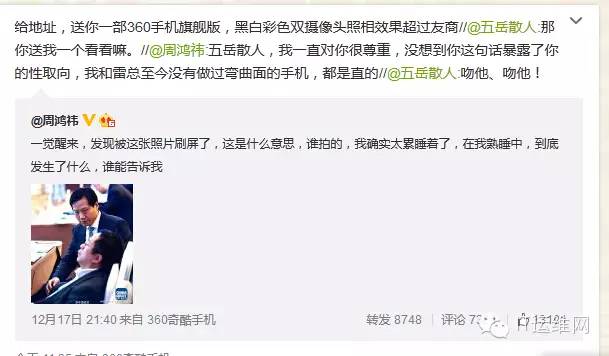 给地址，送你一部360手机旗舰版，黑白彩色双摄像头照相效果超过友商//@五岳散人:那
你送我一个看看嘛。//@周鸿祎:五岳散人，我一直对你很尊重，没想到你这句话暴露了你
的性取向，我和雷总至今没有做过弯曲面的手机，都是直的//@五岳散人:吻他、吻他！
@周鸿祎
一觉醒来，发现被这张照片刷屏了，这是什么意思，谁拍的，我确实太累睡着了，在我熟睡中，到底
发生了什么，谁能告诉我
12月17日 21:40 来自 360奇酷手机
转发 8748
评论
IT运维网